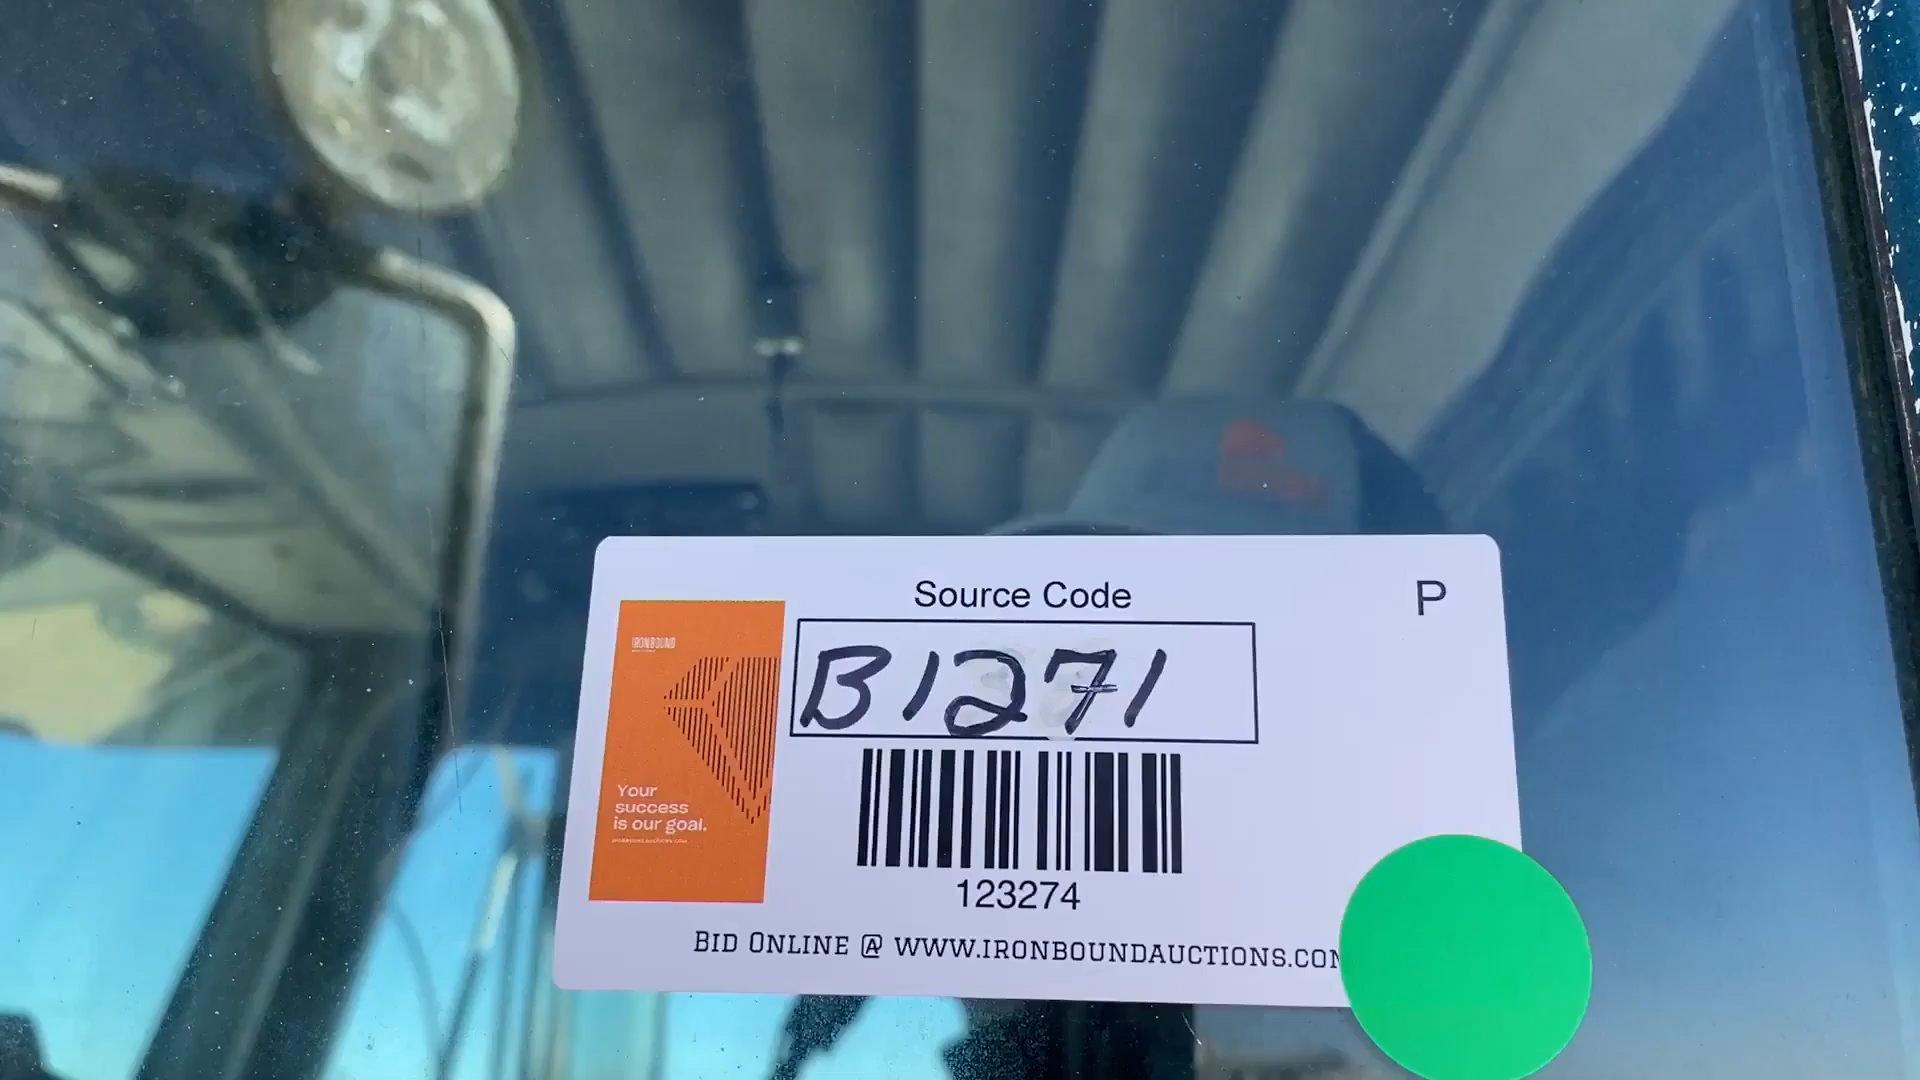 Source Code
P
IRONBOUND
B1271
Your
success
is our goal.
123274
BID ONLINE @ WWW.IRONBOUNDAUCTIONS.COM